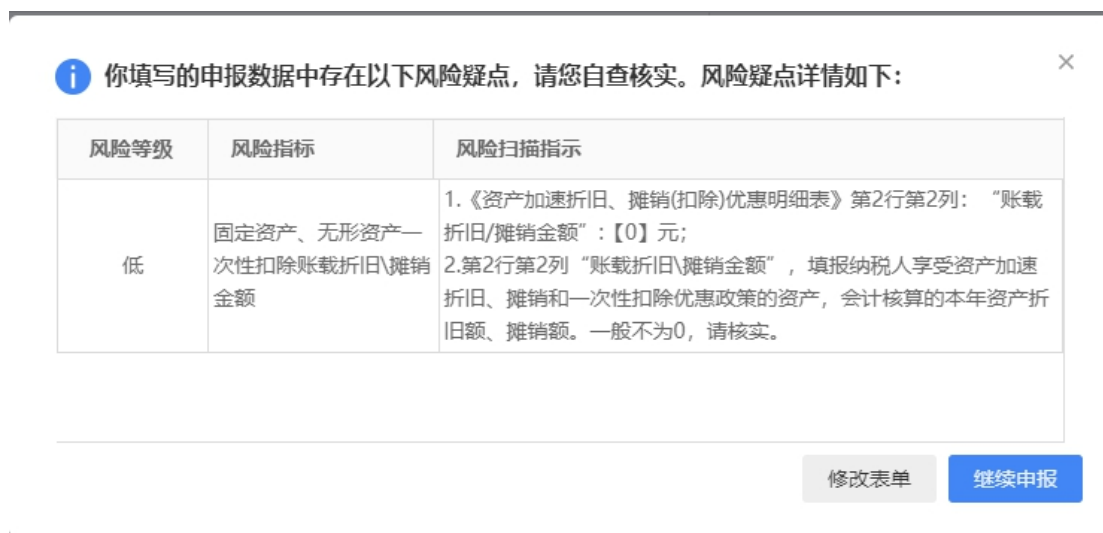 你填写的申报数据中存在以下风险疑点，请您自查核实。风险疑点详情如下：
风险等级 风险指标 风险扫描指示
低
固定资产、无形资产一
次性扣除账载折旧\摊销
金额
1.《资产加速折旧、摊销(扣除)优惠明细表》第2行第2列：“账载
折旧/摊销金额”:【0】元;
2.第2行第2列“账载折旧\摊销金额”，填报纳税人享受资产加速
折旧、摊销和一次性扣除优惠政策的资产，会计核算的本年资产折
旧额、摊销额。一般不为0，请核实。
修改表单 继续申报